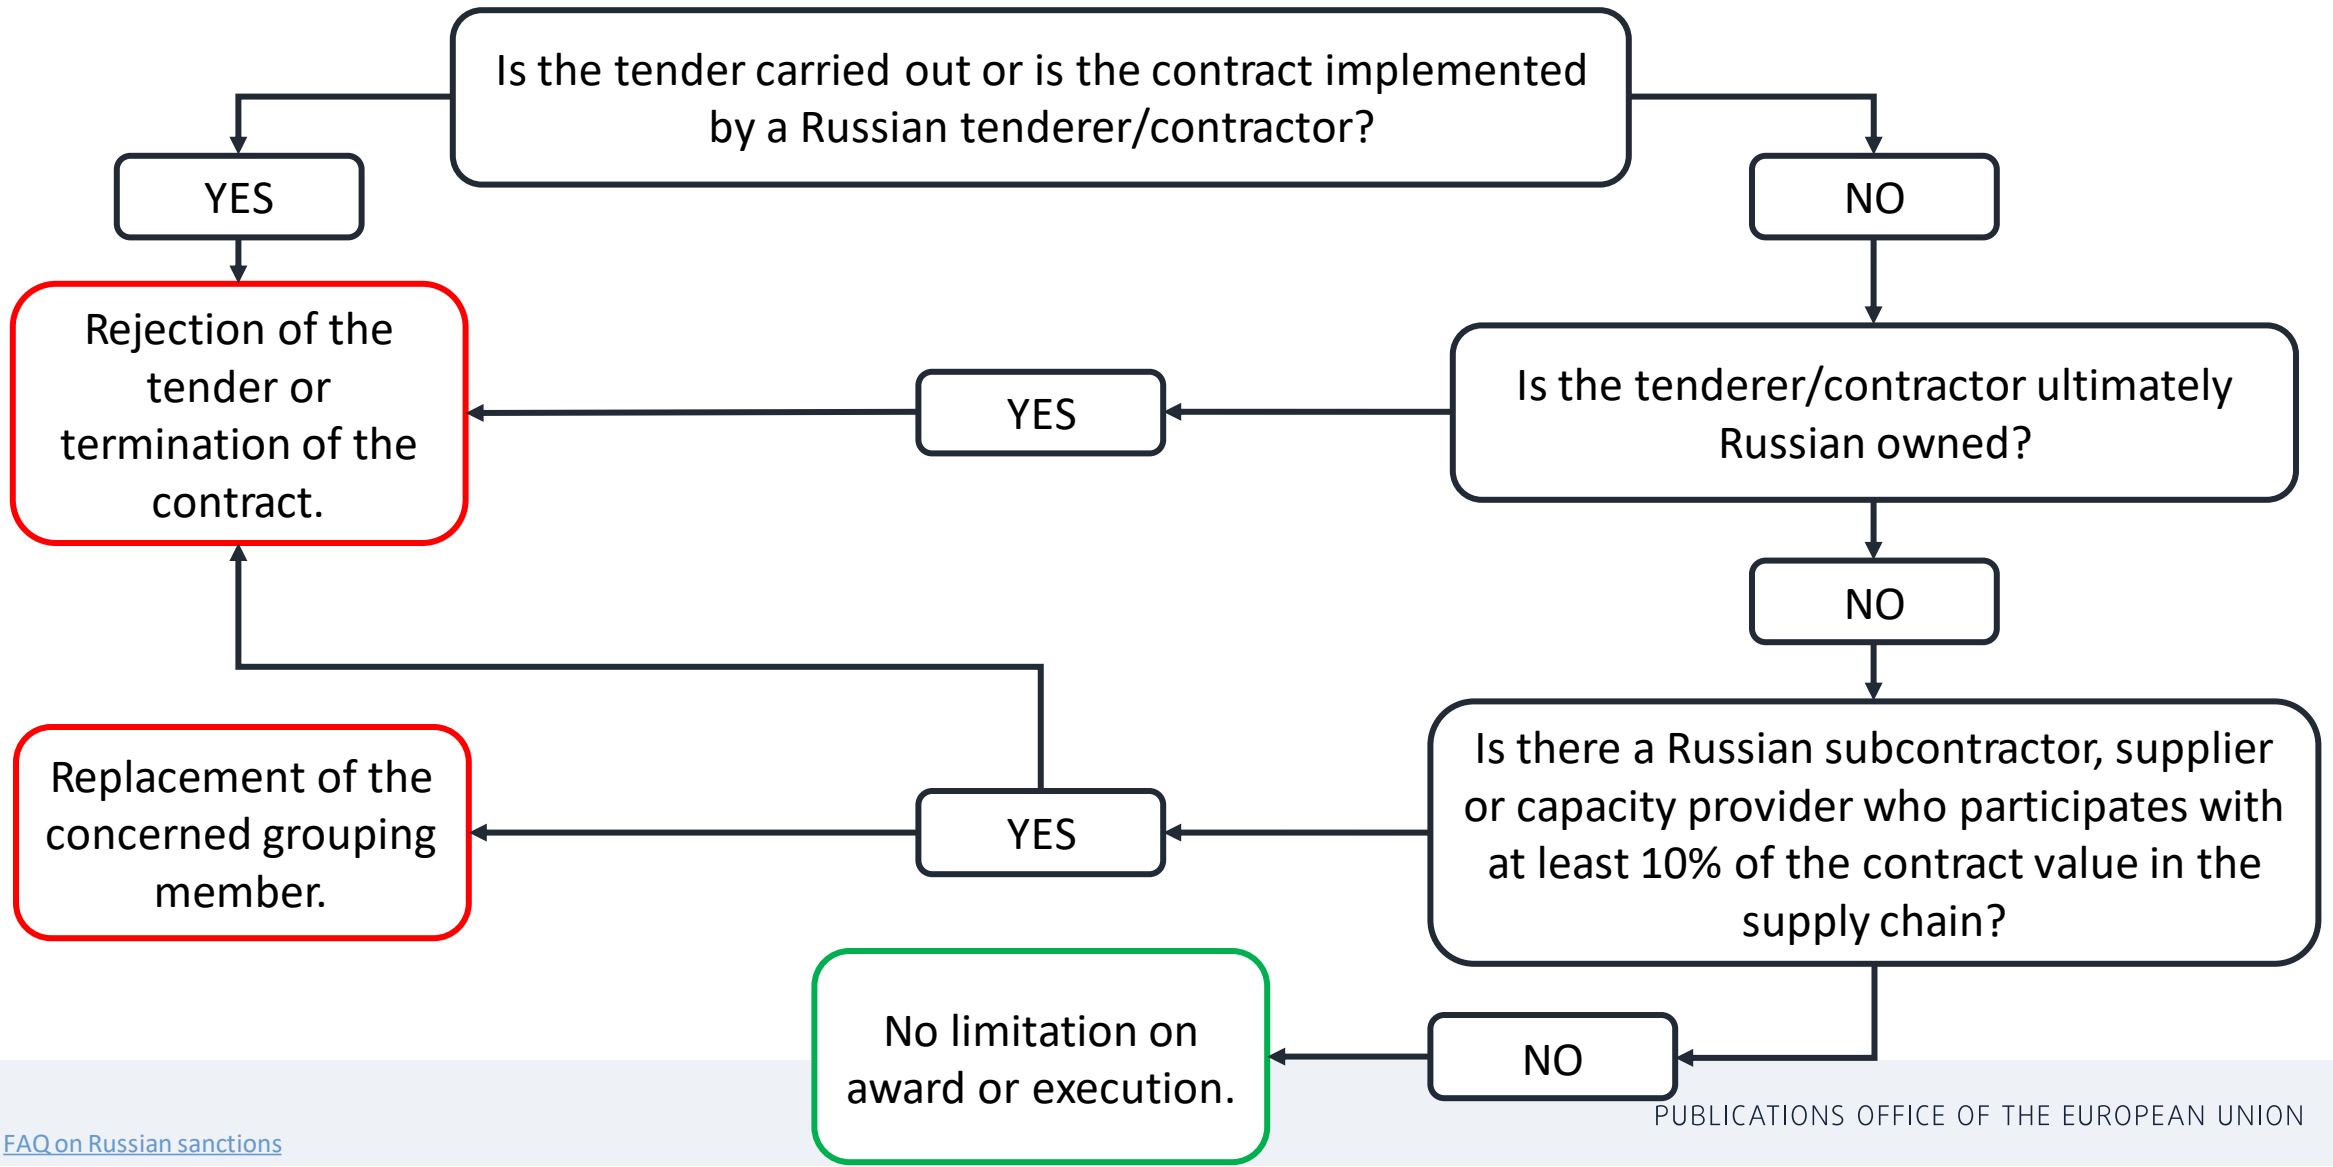 Is the tender carried out or is the contract implemented
by a Russian tenderer/contractor?
YES
NO
Rejection of the
tender or
termination of the
contract.
YES
Is the tenderer/contractor ultimately
Russian owned?
NO
Replacement of the
concerned grouping
member.
YES
Is there a Russian subcontractor, supplier
or capacity provider who participates with
at least 10% of the contract value in the
supply chain?
No limitation on
award or execution.
NO
PUBLICATIONS OFFICE OF THE EUROPEAN UNION
FAQ on Russian sanctions